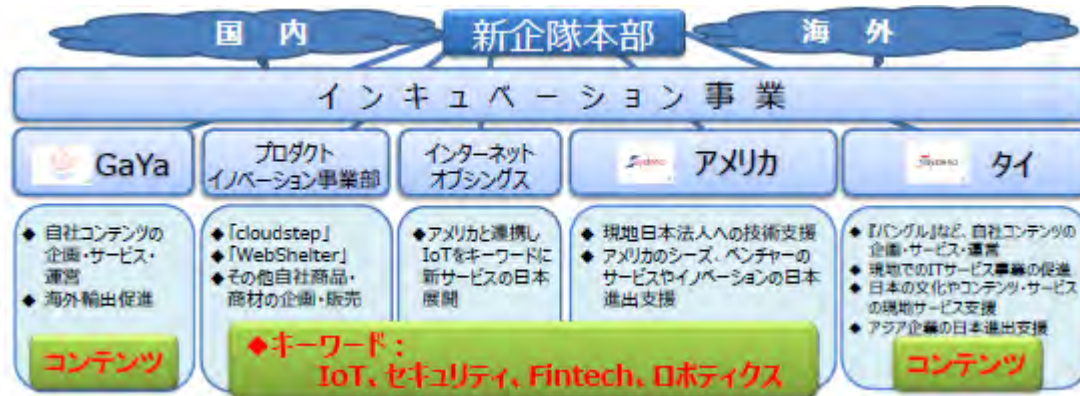 国 内
新企隊本部
海 外
イ ン キ ュ ベ ー シ ョ ン 事 業
GaYa
プロダクト
イノベーション事業部
インターネット
オブシングス
アメリカ
タイ
◆ 自社コンテンツの
企画・サービス・
運営
◆ 海外輸出促進
コンテンツ
◆「cloudstep」
◆「WebShelter」
◆その他自社商品・
商材の企画・販売
◆アメリカと連携し
IoTをキーワードに
新サービスの日本
展開
◆ 現地日本法人への技術支援
◆ アメリカのシーズ、ベンチャーの
サービスやイノベーションの日本
進出支援
◆ 『バングル』など、自社コンテンツの
企画・サービス・運営
◆ 現地でのITサービス事業の促進
◆ 日本の文化やコンテンツ・サービス
の現地サービス支援
◆ アジア企業の日本進出支援
コンテンツ
◆キーワード：
IoT、セキュリティ、Fintech、ロボティクス